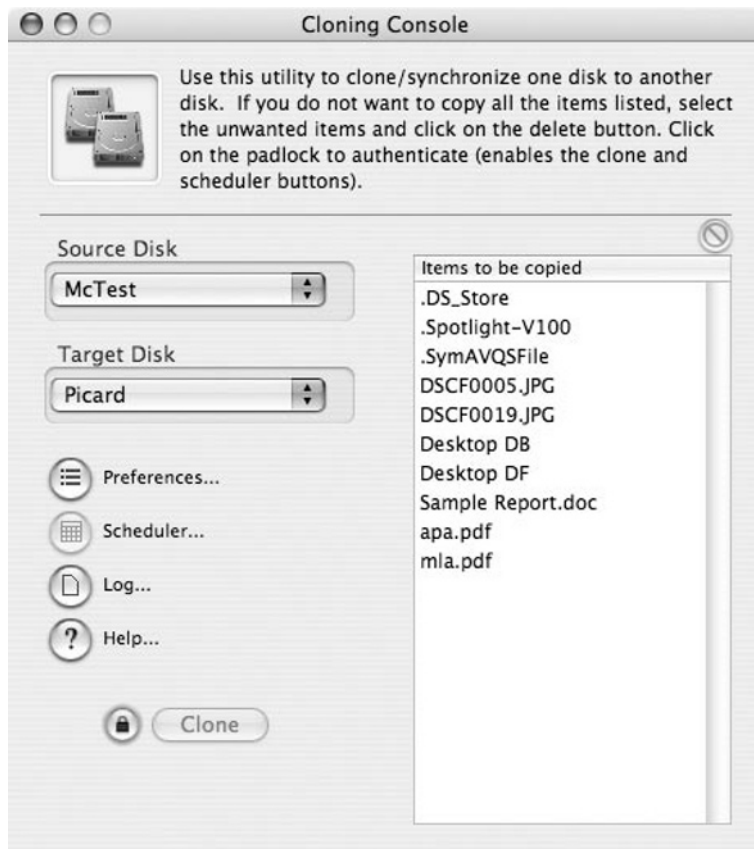 Cloning Console
Use this utility to clone/synchronize one disk to another
disk. If you do not want to copy all the items listed, select
the unwanted items and click on the delete button. Click
on the padlock to authenticate (enables the clone and
scheduler buttons).
Source Disk
McTest
Target Disk
Picard
Preferences...
Scheduler...
Log...
? Help...
Clone
Items to be copied
.DS_Store
.Spotlight-V100
.SymAVQSFile
DSCF0005.JPG
DSCF0019.JPG
Desktop DB
Desktop DF
Sample Report.doc
apa.pdf
mla.pdf